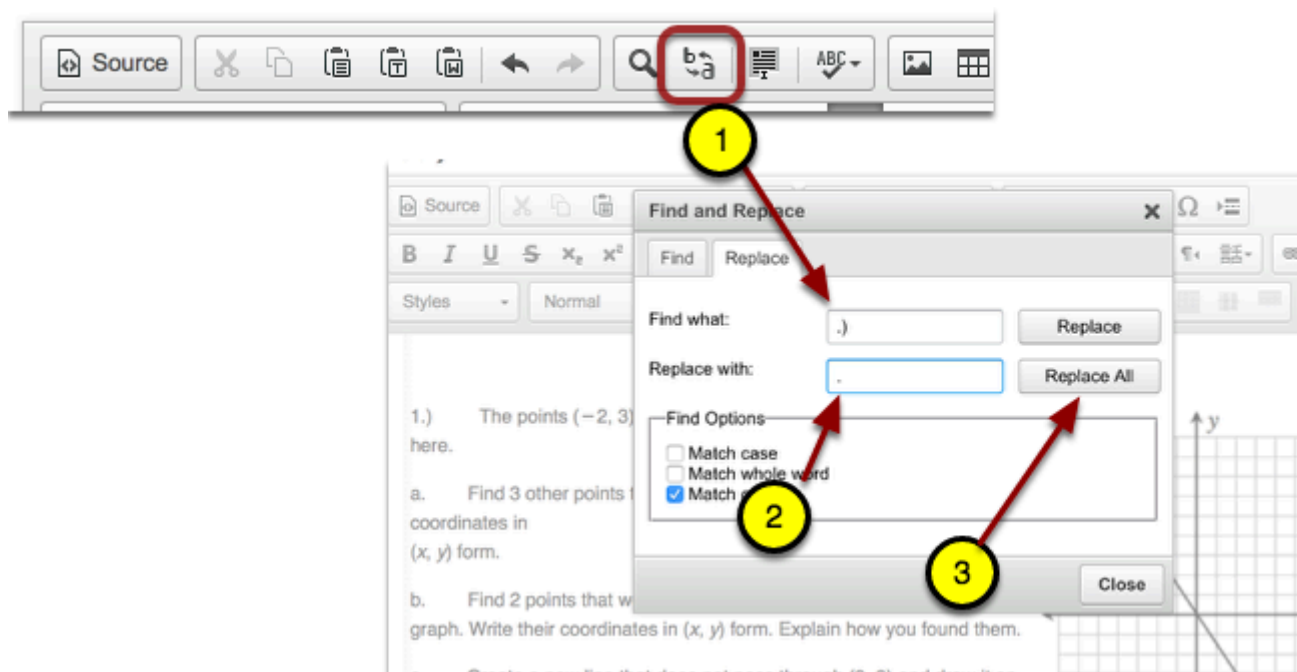 Source
ABC
1
Source
Find and Replace
Ω
B I U S x₂ x²
Find Replace
Styles Normal
Find what: .) Replace
Replace with: . Replace All
Find Options
Match case
Match whole word
Match
2
3
Close
1.) The points (−2, 3)
here.
a. Find 3 other points
coordinates in
(x, y) form.
b. Find 2 points that
graph. Write their coordinates in (x, y) form. Explain how you found them.
y